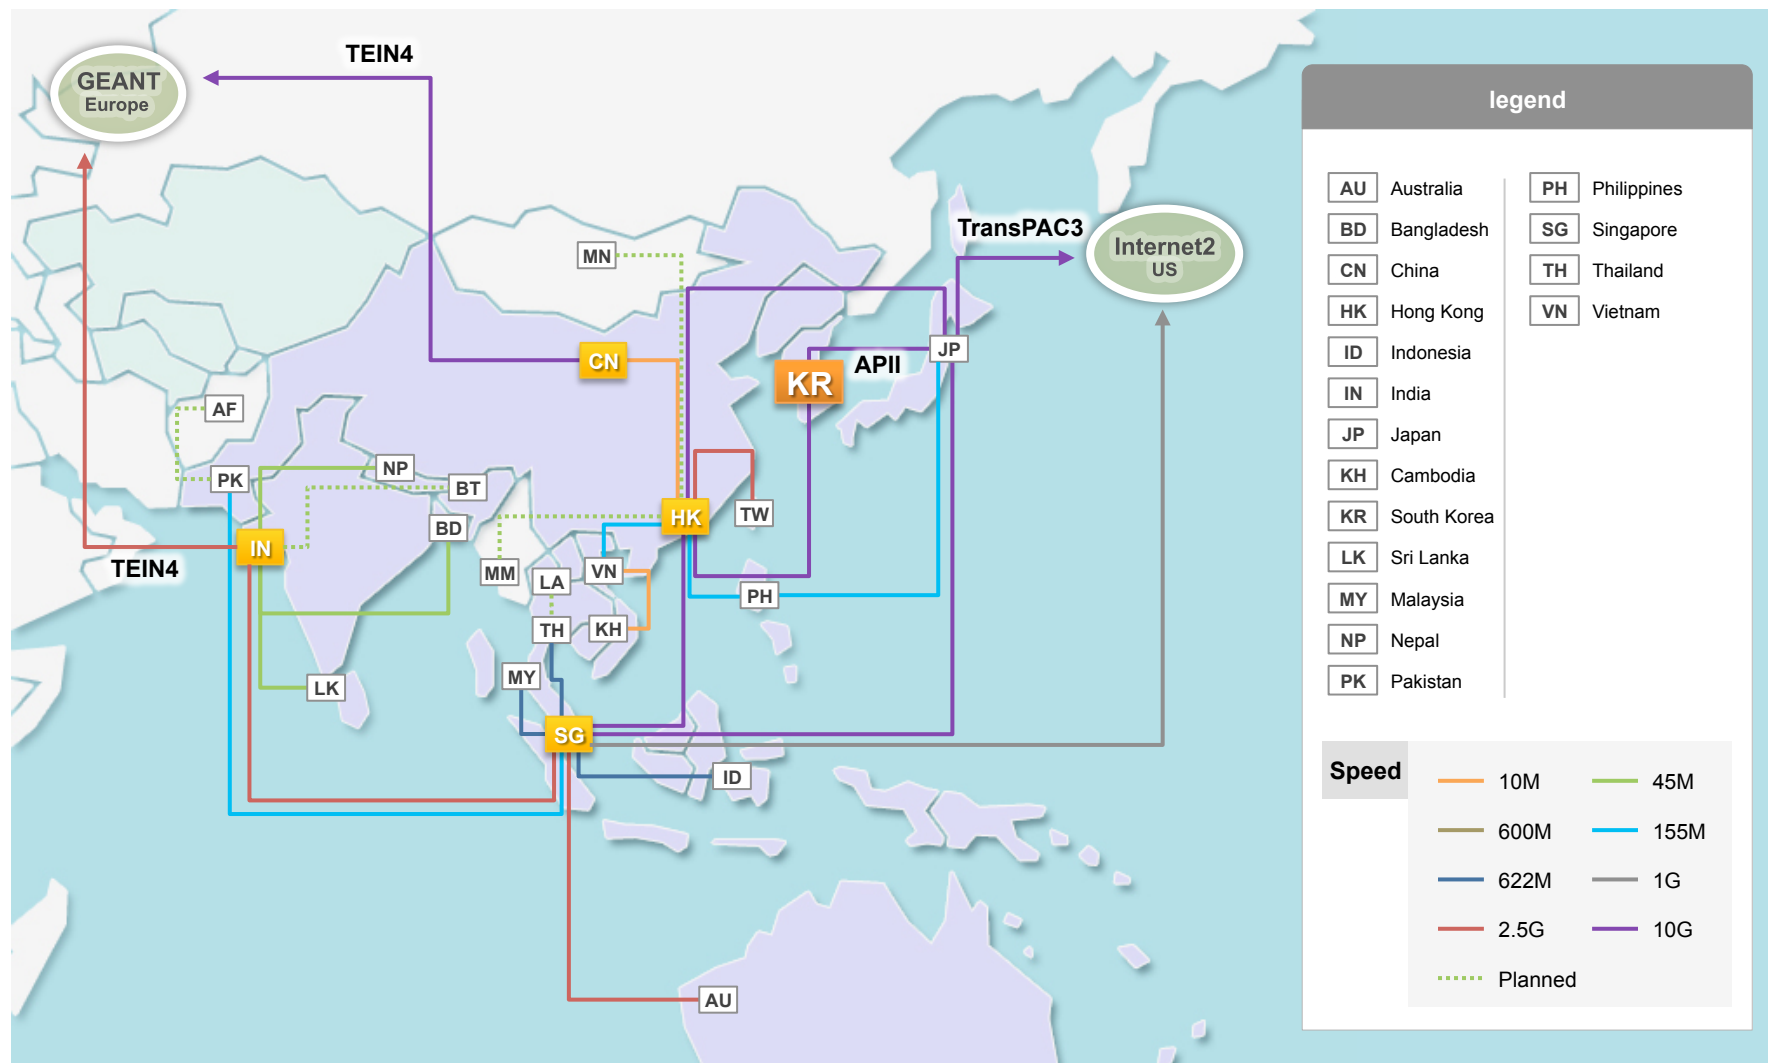 TEIN4
GEANT
Europe
legend
AU Australia
BD Bangladesh
CN China
HK Hong Kong
ID Indonesia
IN India
JP Japan
KH Cambodia
KR South Korea
LK Sri Lanka
MY Malaysia
NP Nepal
PK Pakistan
PH Philippines
SG Singapore
TH Thailand
VN Vietnam
TransPAC3
Internet2
US
MN
CN
JP
APII
KR
AF
NP
PK
BT
HK
TW
BD
IN
TEIN4
MM
LA
VN
PH
TH
KH
MY
LK
SG
ID
AU
Speed
10M
45M
600M
155M
622M
1G
2.5G
10G
Planned